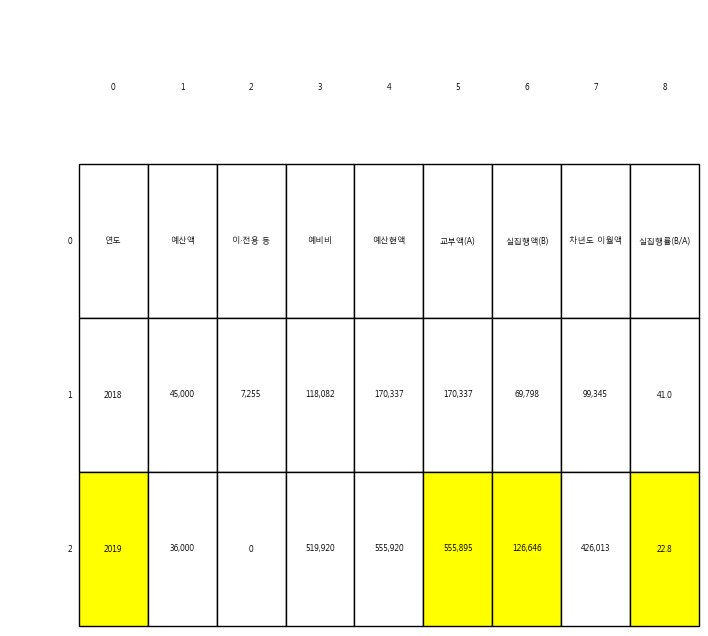 0 1 2 3 4 5 6 7 8
0 연도 예산액 이·전용 등 예비비 예산현액 교부액(A) 실집행액(B) 차년도 이월액 실집행률(B/A)
1 2018 45,000 7,255 118,082 170,337 170,337 69,798 99,345 41.0
2 2019 36,000 0 519,920 555,920 555,895 126,646 426,013 22.8